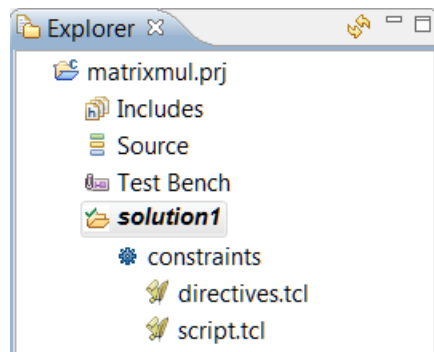 Explorer
matrixmul.prj
Includes
Source
Test Bench
solution1
constraints
directives.tcl
script.tcl